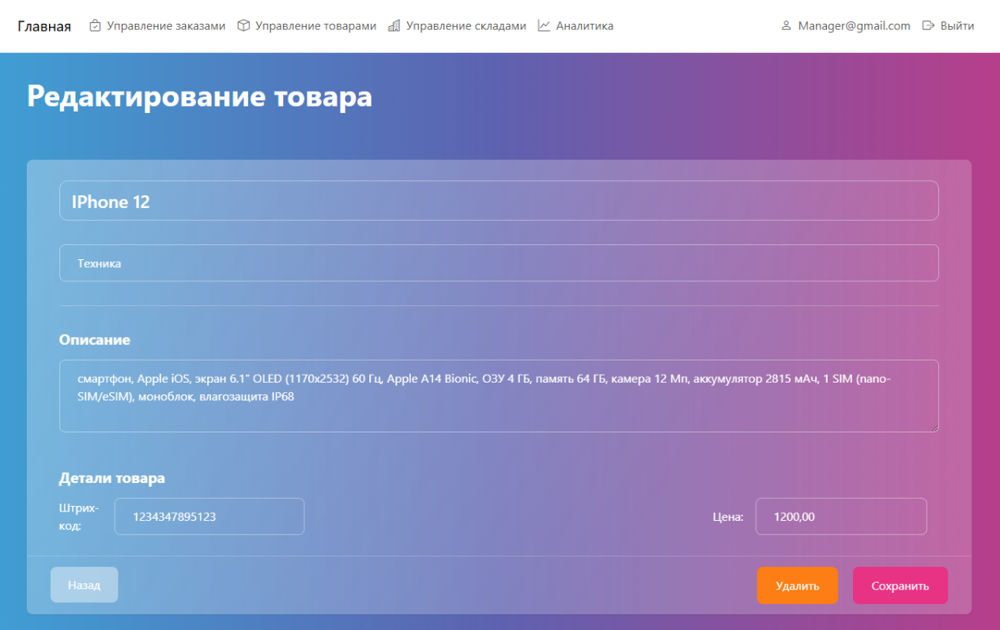 Главная Управление заказами Управление товарами Управление складами Аналитика Manager@gmail.com Выйти
Редактирование товара
IPhone 12
Техника
Описание
смартфон, Apple iOS, экран 6.1" OLED (1170x2532) 60 Гц, Apple A14 Bionic, ОЗУ 4 ГБ, память 64 ГБ, камера 12 Мп, аккумулятор 2815 мАч, 1 SIM (nano-
SIM/eSIM), моноблок, влагозащита IP68
Детали товара
Штрих-
код: 1234347895123 Цена: 1200,00
Назад Удалить Сохранить